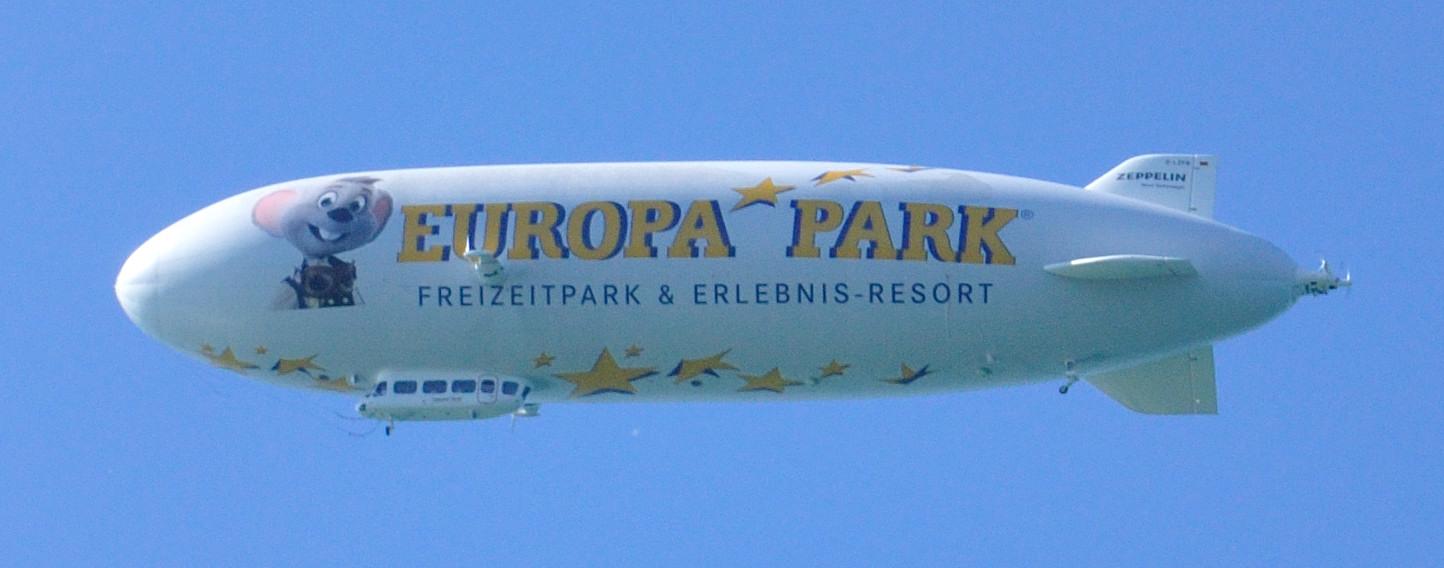 EUROPA PARK®
FREIZEITPARK & ERLEBNIS-RESORT
ZEPPELIN